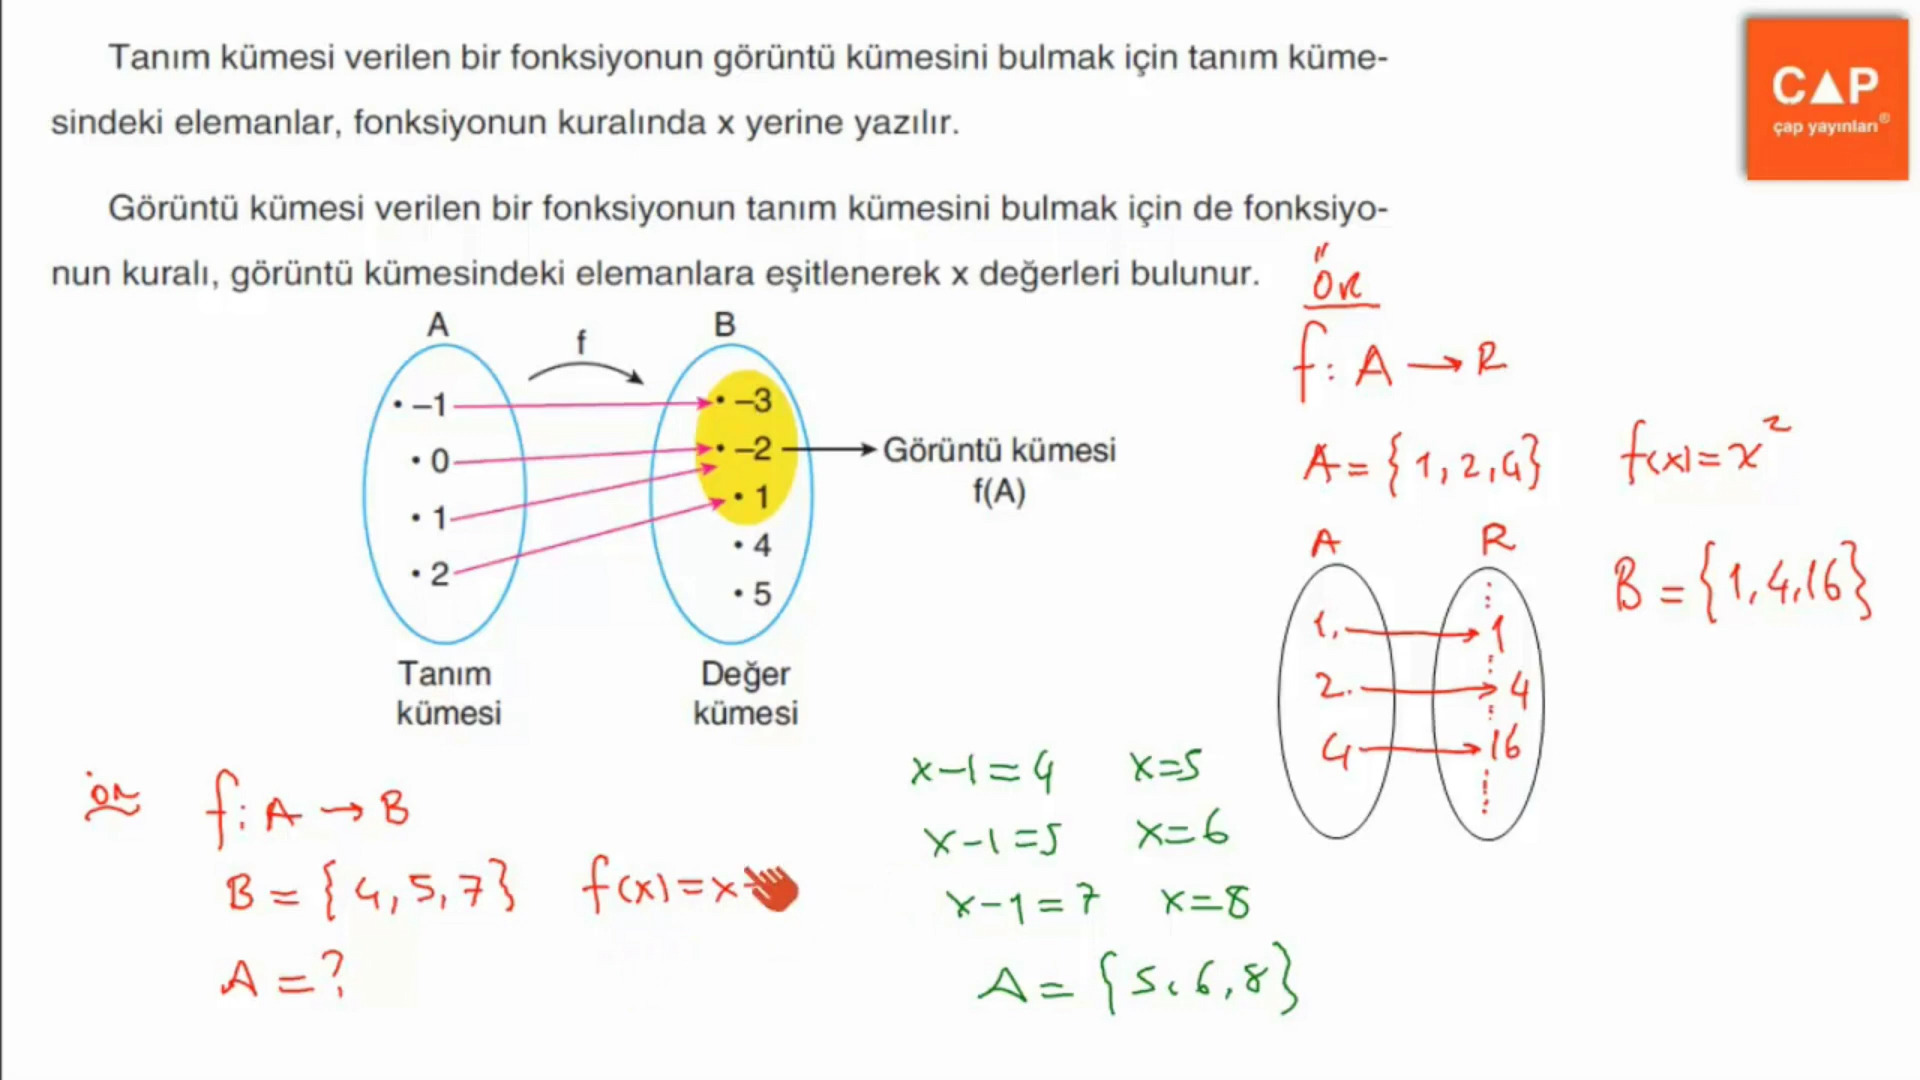 Tanım kümesi verilen bir fonksiyonun görüntü kümesini bulmak için tanım küme-
sindeki elemanlar, fonksiyonun kuralında x yerine yazılır.
Görüntü kümesi verilen bir fonksiyonun tanım kümesini bulmak için de fonksiyo-
nun kuralı, görüntü kümesindeki elemanlara eşitlenerek x değerleri bulunur.
CAP
çap yayınları®
A
f
B
• –1
• 0
• 1
• 2
• –3
• –2
• 1
• 4
• 5
Görüntü kümesi
f(A)
Tanım
kümesi
Değer
kümesi
ör
f: A → R
A = {1, 2, 4}
f(x) = x²
A
R
1.
2.
4
1
4
16
B = {1, 4, 16}
ör
f: A → B
B = {4, 5, 7}
f(x) = x
A = ?
x-1=4 x=5
x-1=5 x=6
x-1=7 x=8
A = {5, 6, 8}